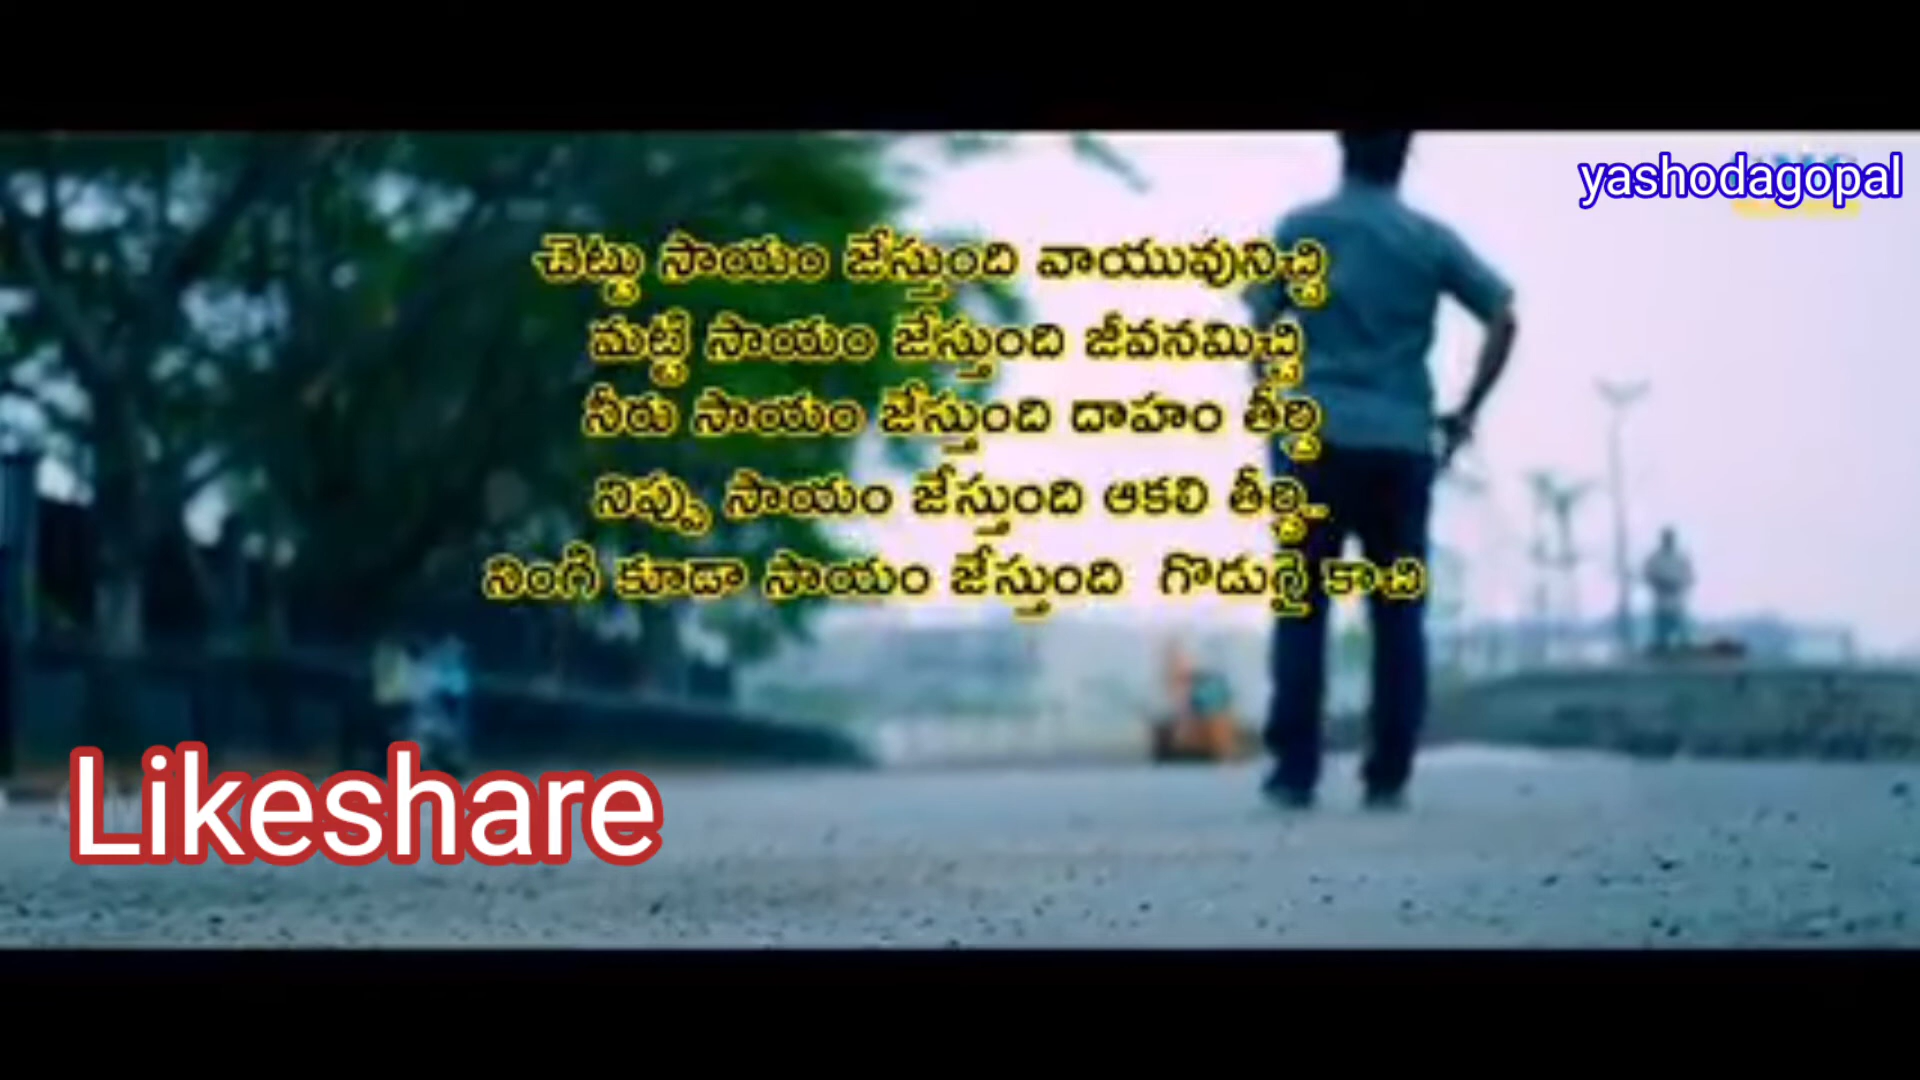 yashodagopal
చెట్టు సాయం జేస్తుంది వాయువునిచ్చి
మట్టి సాయం జేస్తుంది జీవనమిచ్చి
నీరు సాయం జేస్తుంది దాహం తీర్చి
నిప్పు సాయం జేస్తుంది ఆకలి తీర్చి..
నింగి కూడా సాయం జేస్తుంది గొడుగై కాచి
Likeshare